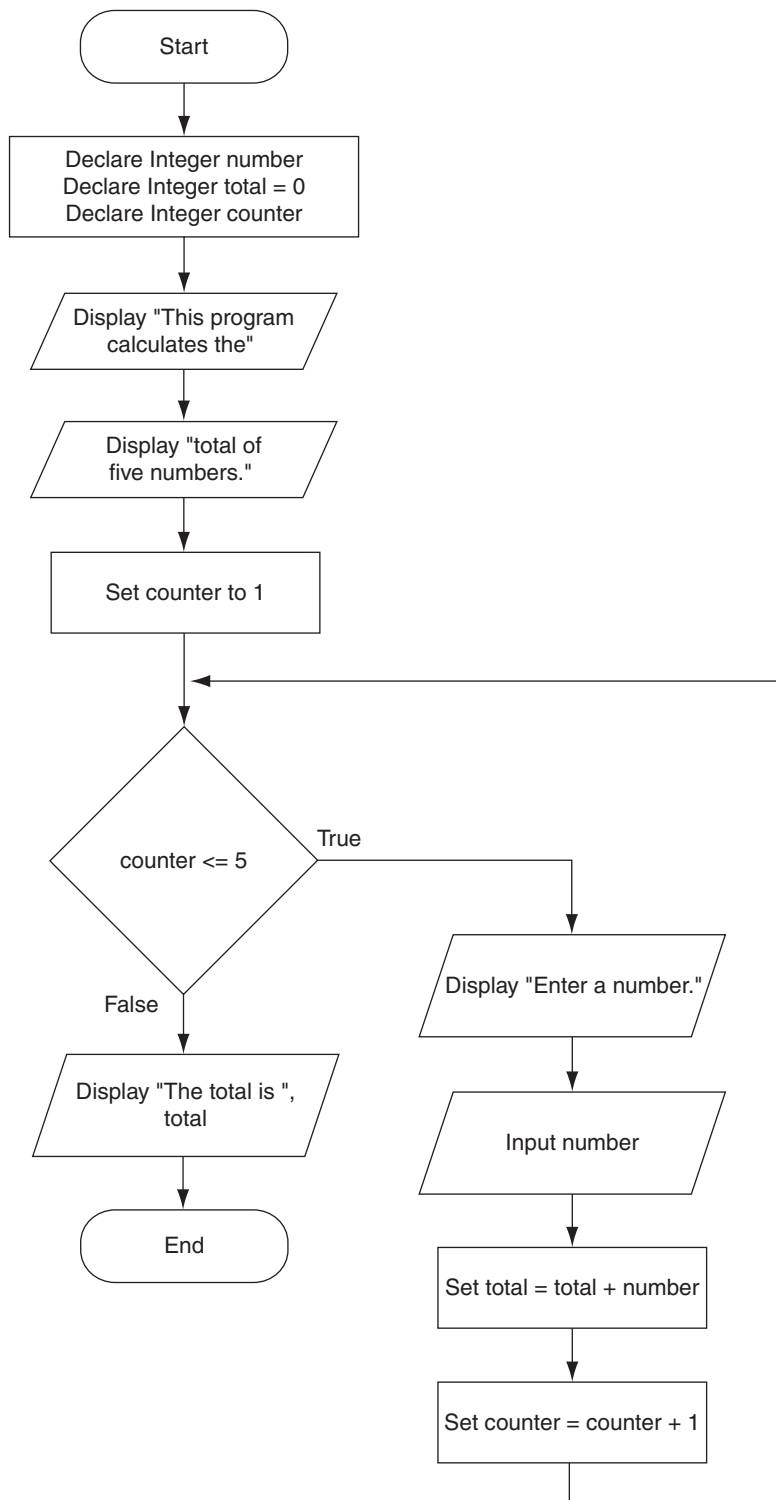 Start
Declare Integer number
Declare Integer total = 0
Declare Integer counter
Display "This program
calculates the"
Display "total of
five numbers."
Set counter to 1
counter <= 5
True
False
Display "Enter a number."
Input number
Set total = total + number
Set counter = counter + 1
Display "The total is ",
total
End